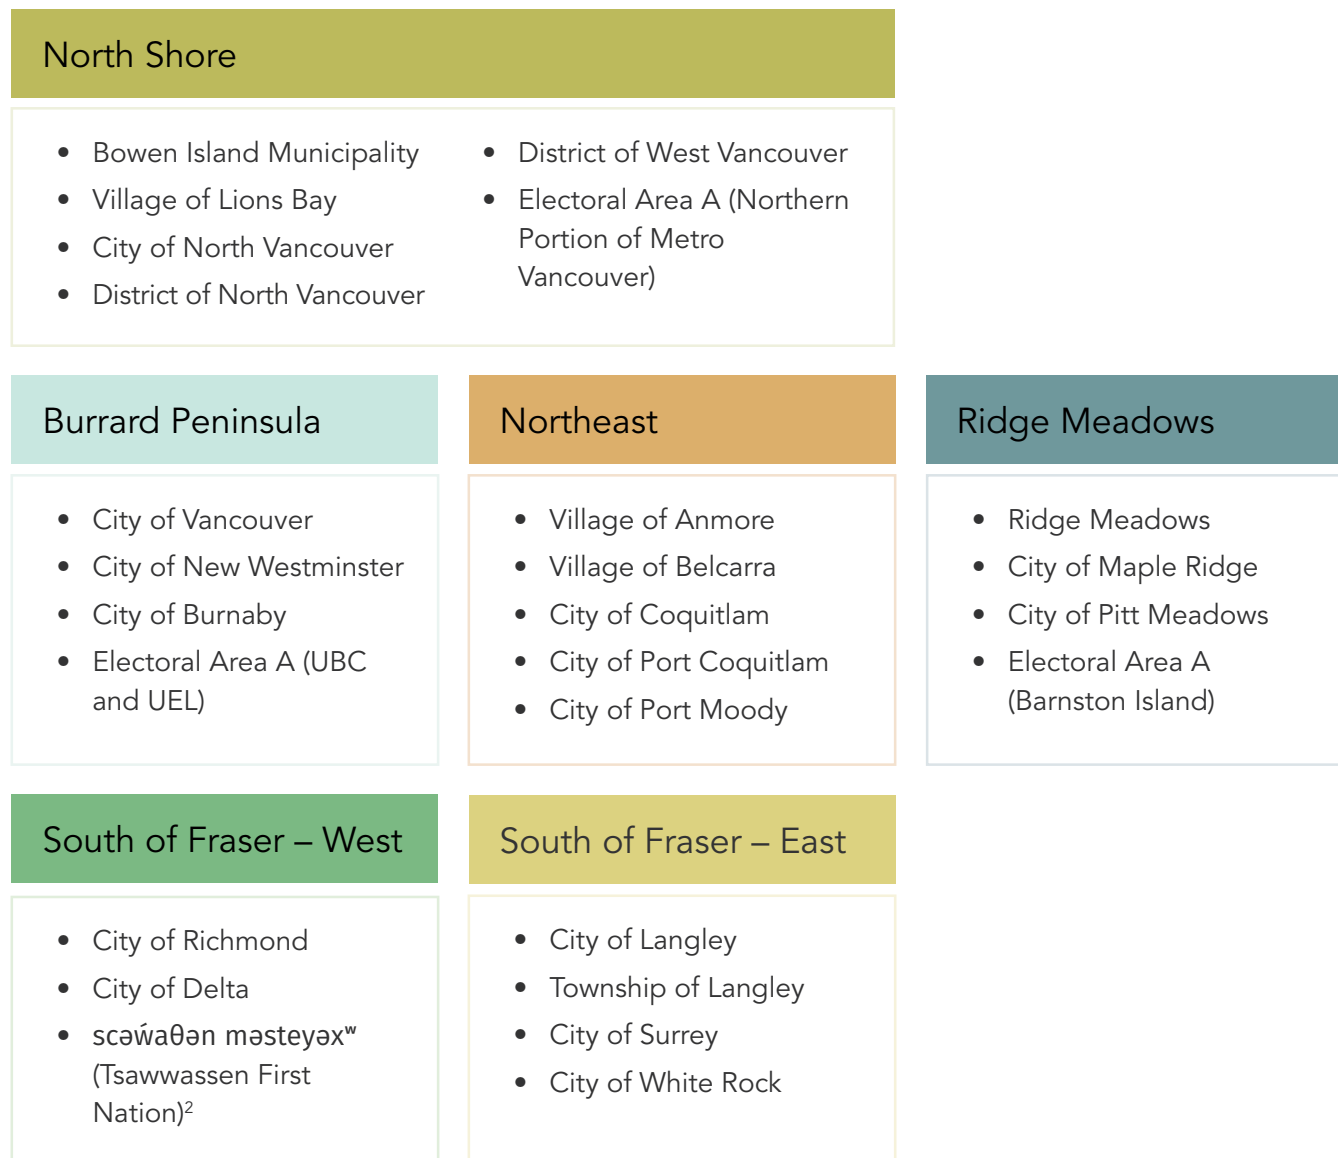 North Shore
• Bowen Island Municipality
• Village of Lions Bay
• City of North Vancouver
• District of North Vancouver
• District of West Vancouver
• Electoral Area A (Northern
Portion of Metro
Vancouver)
Burrard Peninsula
• City of Vancouver
• City of New Westminster
• City of Burnaby
• Electoral Area A (UBC
and UEL)
Northeast
• Village of Anmore
• Village of Belcarra
• City of Coquitlam
• City of Port Coquitlam
• City of Port Moody
Ridge Meadows
• Ridge Meadows
• City of Maple Ridge
• City of Pitt Meadows
• Electoral Area A
(Barnston Island)
South of Fraser – West
• City of Richmond
• City of Delta
• scəẃaθən məsteyəxʷ
(Tsawwassen First
Nation)²
South of Fraser – East
• City of Langley
• Township of Langley
• City of Surrey
• City of White Rock